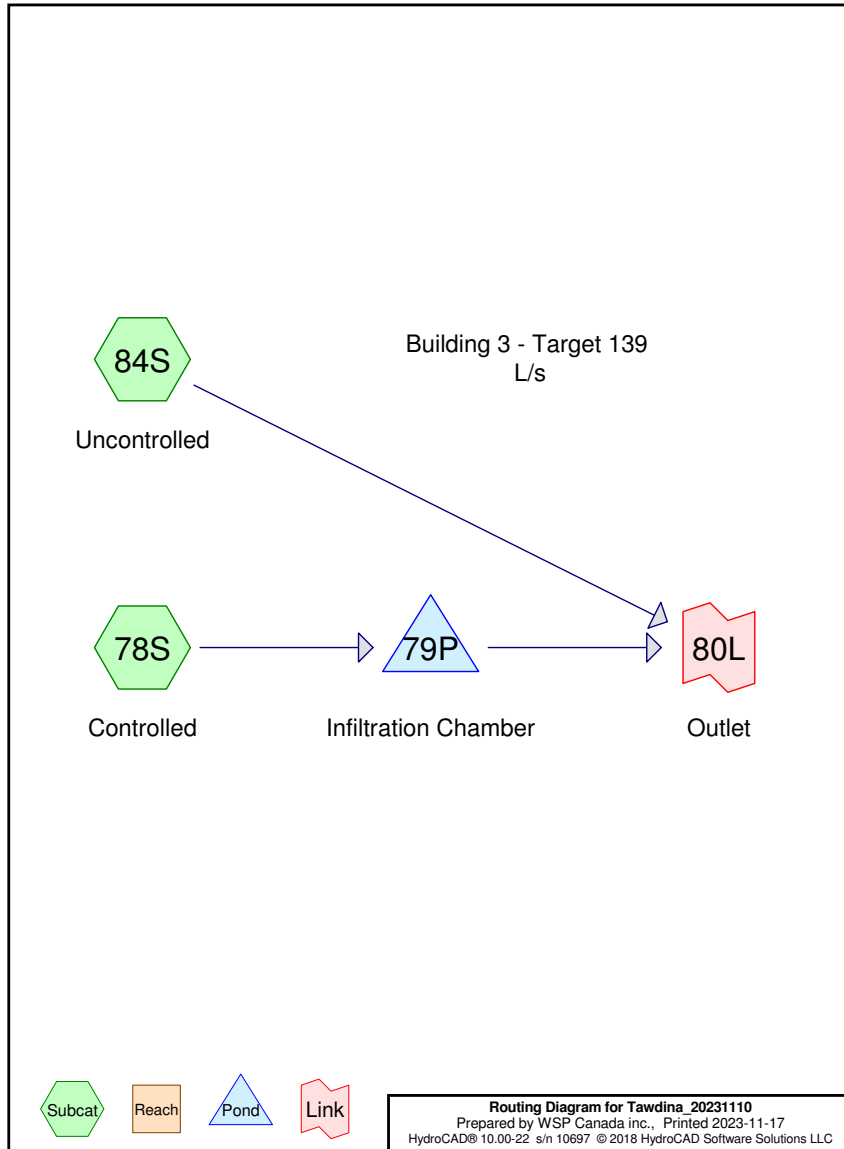 84S
Uncontrolled
Building 3 - Target 139
L/s
78S
Controlled
79P
Infiltration Chamber
80L
Outlet
Subcat
Reach
Pond
Link
Routing Diagram for Tawdina_20231110
Prepared by WSP Canada inc., Printed 2023-11-17
HydroCAD® 10.00-22 s/n 10697 © 2018 HydroCAD Software Solutions LLC